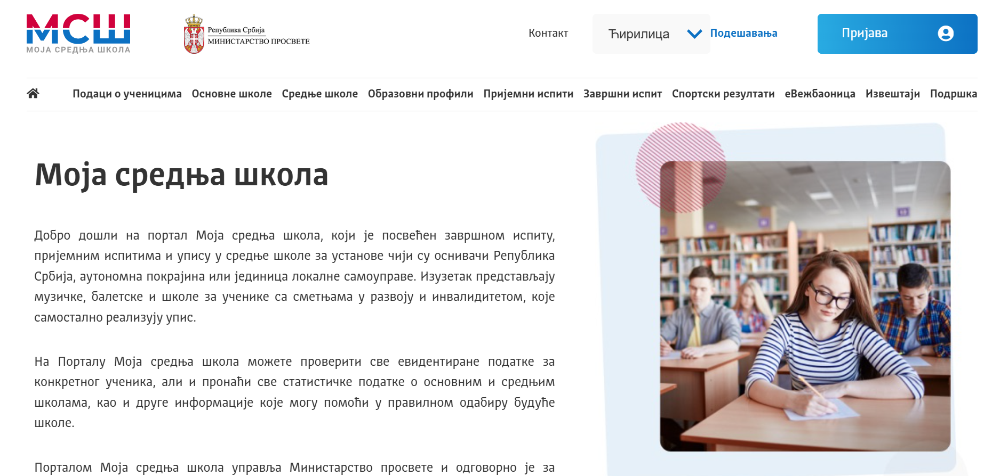 МСШ
МОЈА СРЕДЊА ШКОЛА
Република Србија
МИНИСТАРСТВО ПРОСВЕТЕ
Контакт
Ћирилица
Подешавања
Пријава
Подаци о ученицима
Основне школе
Средње школе
Образовни профили
Пријемни испити
Завршни испит
Спортски резултати
еВежбаоница
Извештаји
Подршка
Моја средња школа
Добро дошли на портал Моја средња школа, који је посвећен завршном испиту,
пријемним испитима и упису у средње школе за установе чији су оснивачи Република
Србија, аутономна покрајина или јединица локалне самоуправе. Изузетак представљају
музичке, балетске и школе за ученике са сметњама у развоју и инвалидитетом, које
самостално реализују упис.
На Порталу Моја средња школа можете проверити све евидентиране податке за
конкретног ученика, али и пронаћи све статистичке податке о основним и средњим
школама, као и друге информације које могу помоћи у правилном одабиру будуће
школе.
Порталом Моја средња школа управља Министарство просвете и одговорно је за